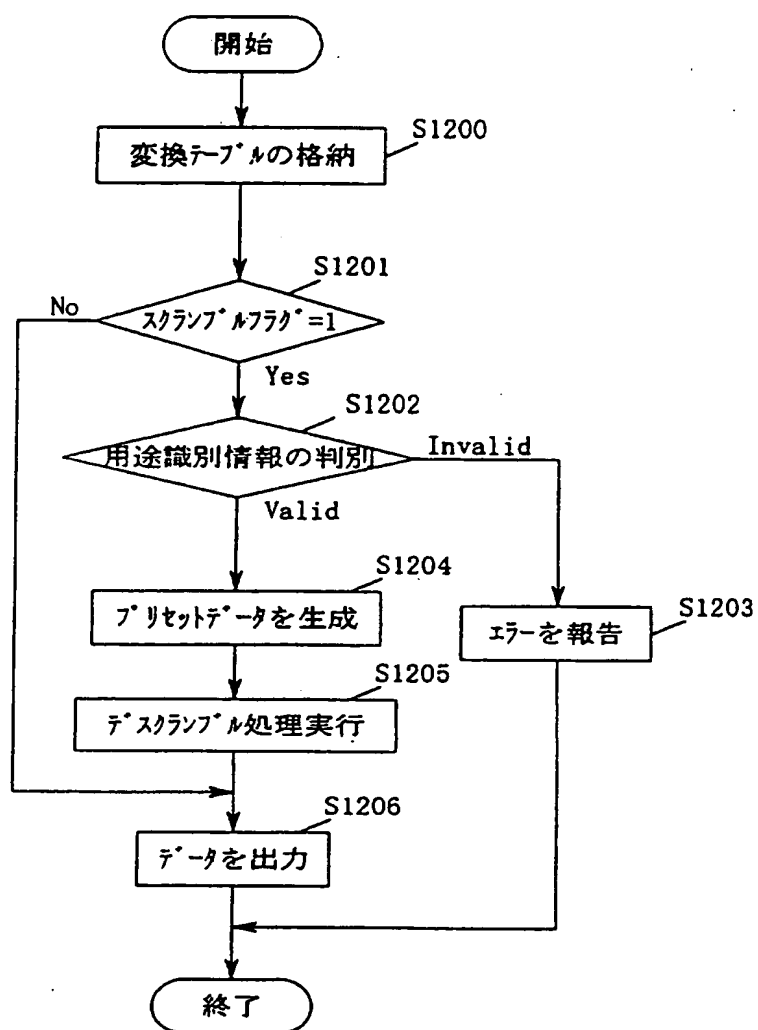 開始
S1200
変換ﾃｰﾌﾞﾙの格納
S1201
No
ｽｸﾗﾝﾌﾞﾙﾌﾗｸﾞ=1
Yes
S1202
用途識別情報の判別
Invalid
Valid
S1204
ﾌﾟﾘｾｯﾄﾃﾞｰﾀを生成
S1203
ｴﾗｰを報告
S1205
ﾃﾞｽｸﾗﾝﾌﾞﾙ処理実行
S1206
ﾃﾞｰﾀを出力
終了